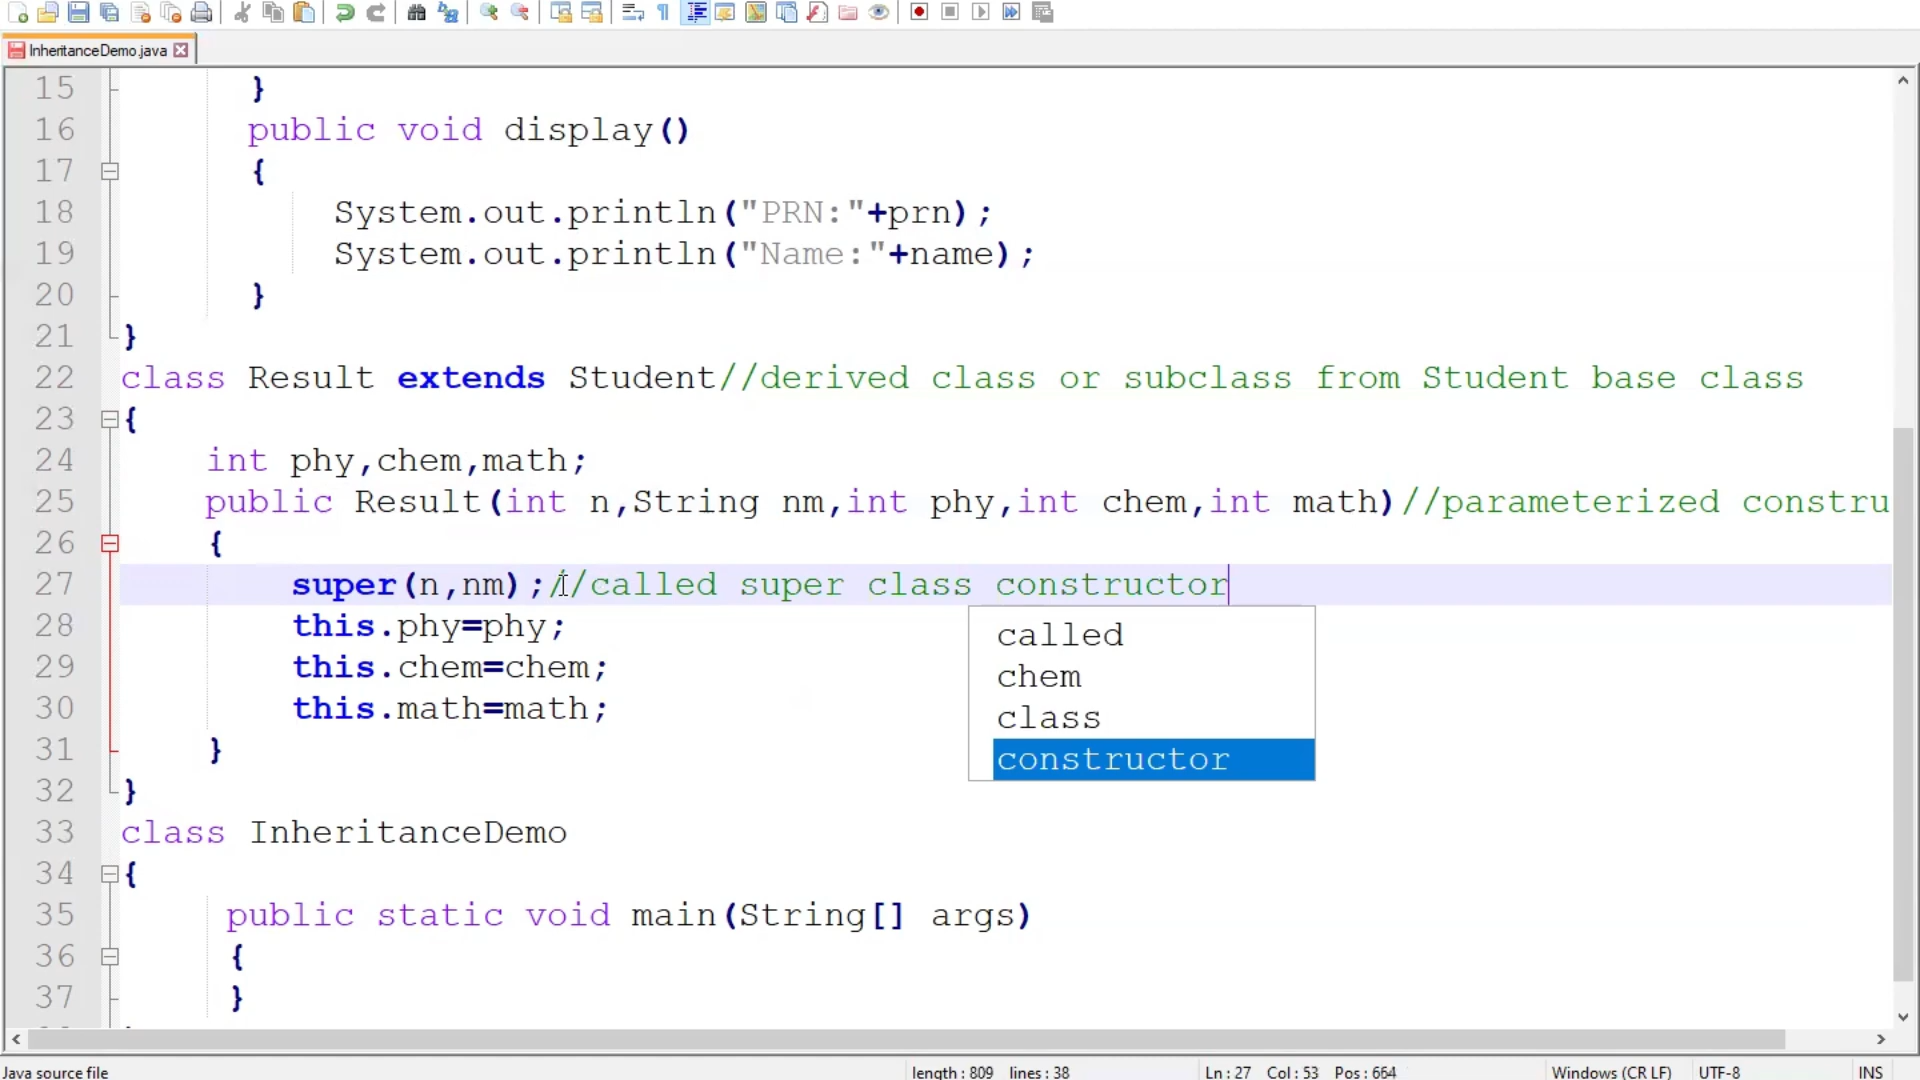 InheritanceDemo.java
15 }
16 public void display()
17 {
18 System.out.println("PRN:"+prn);
19 System.out.println("Name:"+name);
20 }
21 }
22 class Result extends Student//derived class or subclass from Student base class
23 {
24 int phy,chem,math;
25 public Result(int n,String nm,int phy,int chem,int math)//parameterized constru
26 {
27 super(n,nm);//called super class constructor
28 this.phy=phy;
29 this.chem=chem;
30 this.math=math;
31 }
32 }
33 class InheritanceDemo
34 {
35 public static void main(String[] args)
36 {
37 }
called
chem
class
constructor
Java source file length : 809 lines : 38 Ln : 27 Col : 53 Pos : 664 Windows (CR LF) UTF-8 INS